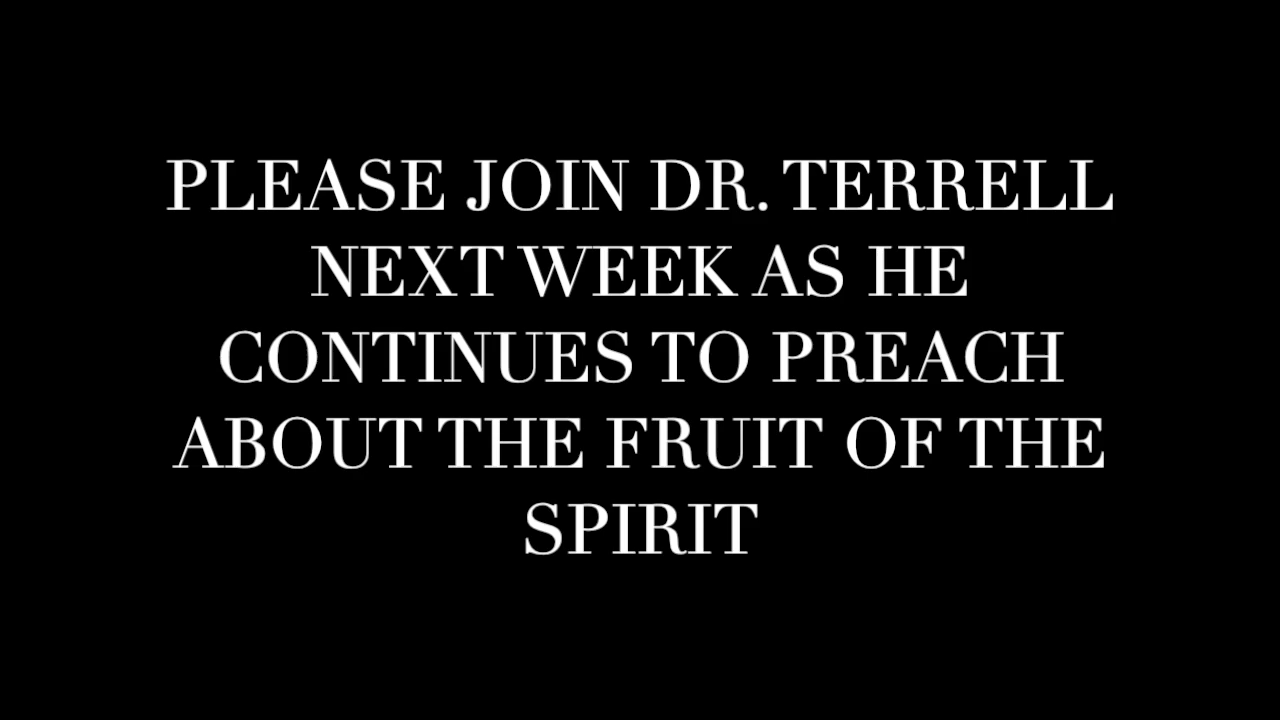 PLEASE JOIN DR. TERRELL
NEXT WEEK AS HE
CONTINUES TO PREACH
ABOUT THE FRUIT OF THE
SPIRIT